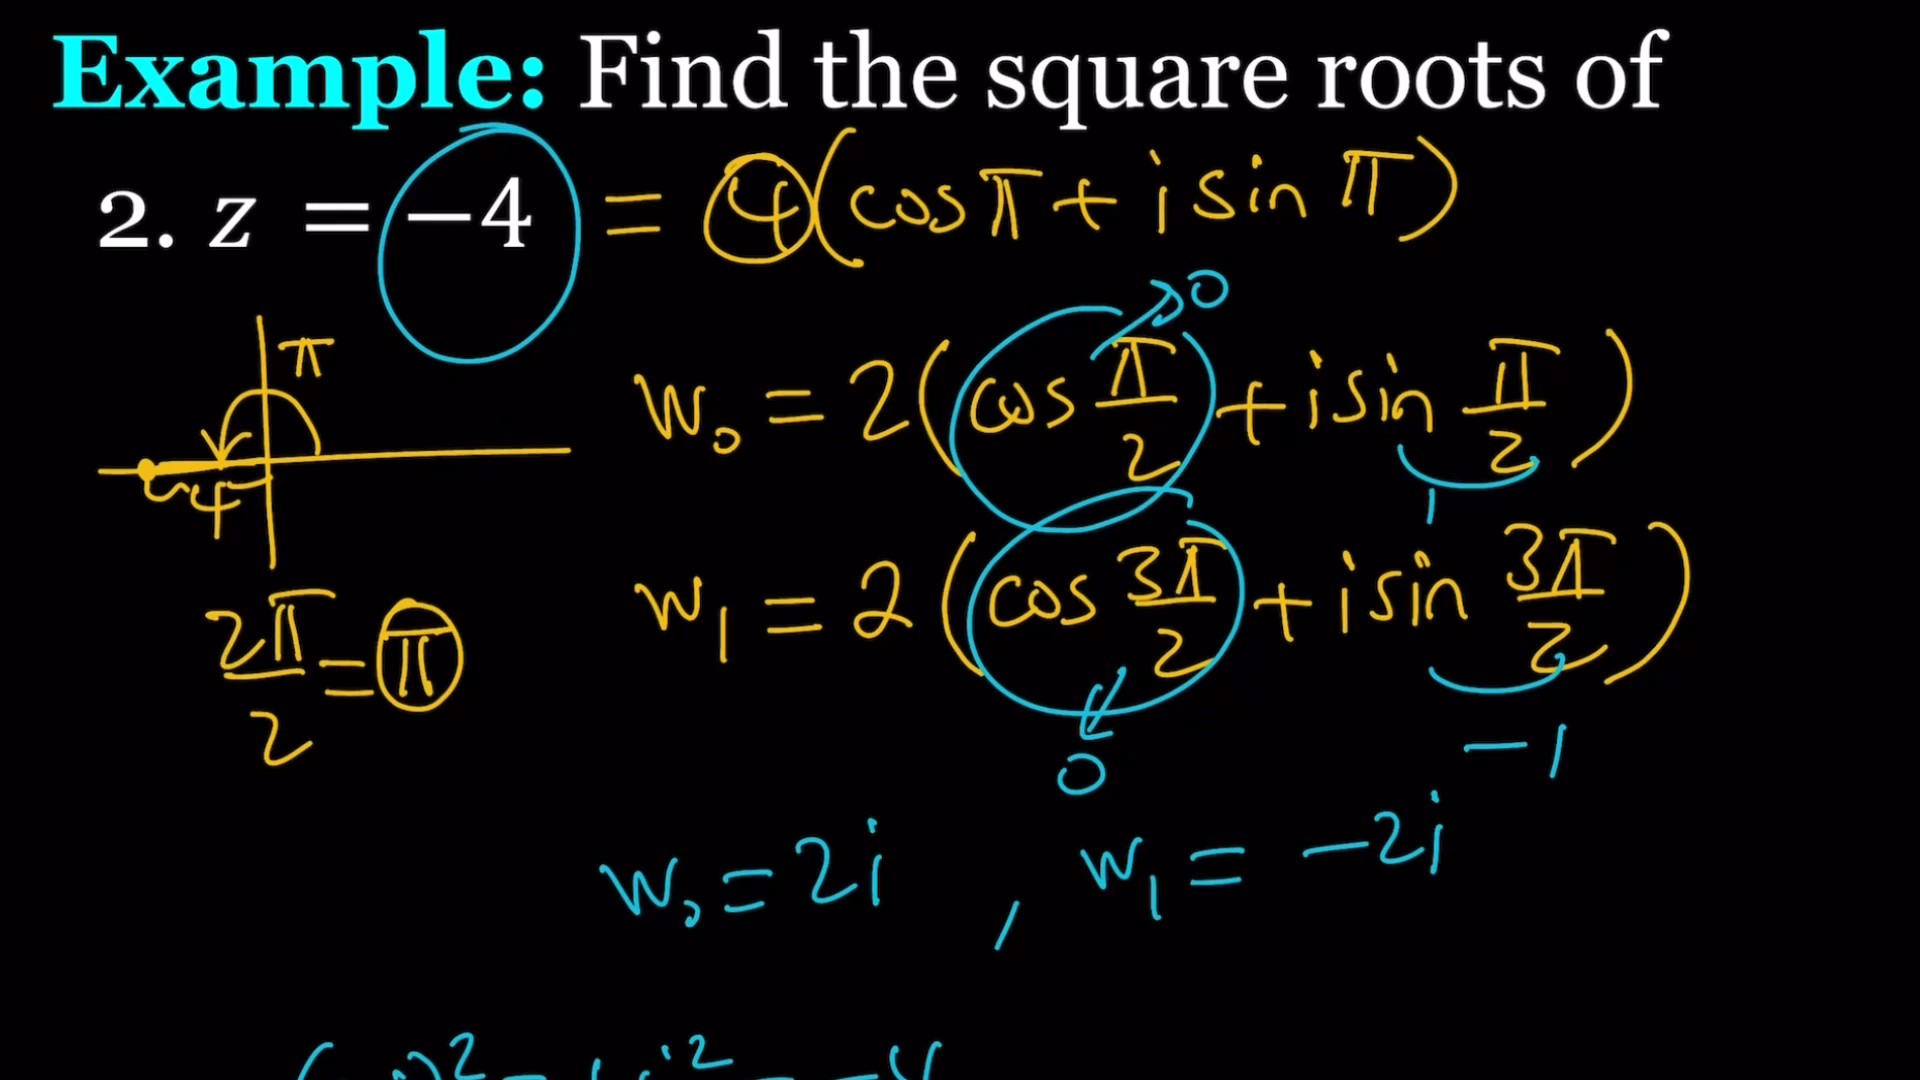 Example: Find the square roots of
2. z = −4 = 4(cos π + i sin π)
π
→ 0
w₀ = 2(cos π/2 + i sin π/2)
4
1
w₁ = 2(cos 3π/2 + i sin 3π/2)
2π/2 = π
0
−1
w₀ = 2i , w₁ = −2i